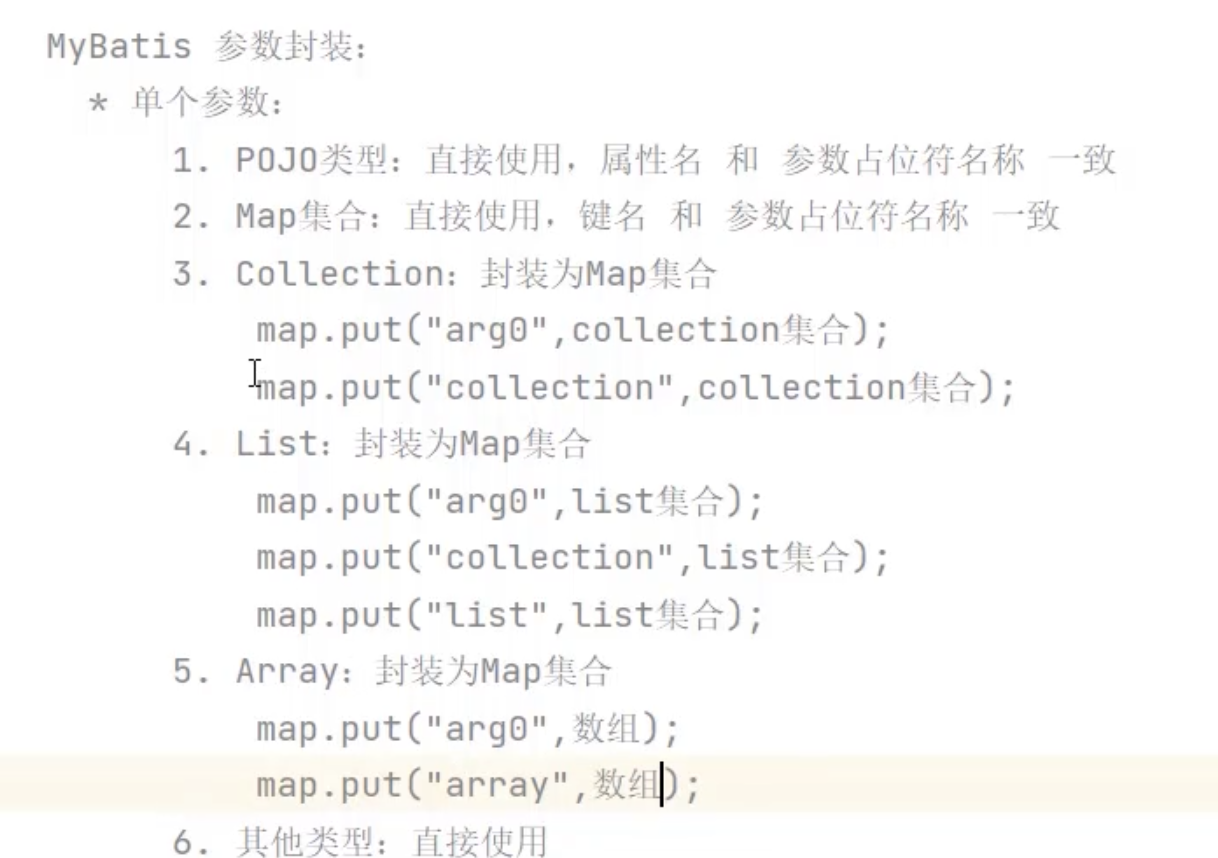 MyBatis 参数封装：
* 单个参数：
1. POJO类型：直接使用，属性名 和 参数占位符名称 一致
2. Map集合：直接使用，键名 和 参数占位符名称 一致
3. Collection：封装为Map集合
map.put("arg0",collection集合);
map.put("collection",collection集合);
4. List：封装为Map集合
map.put("arg0",list集合);
map.put("collection",list集合);
map.put("list",list集合);
5. Array：封装为Map集合
map.put("arg0",数组);
map.put("array",数组);
6. 其他类型：直接使用